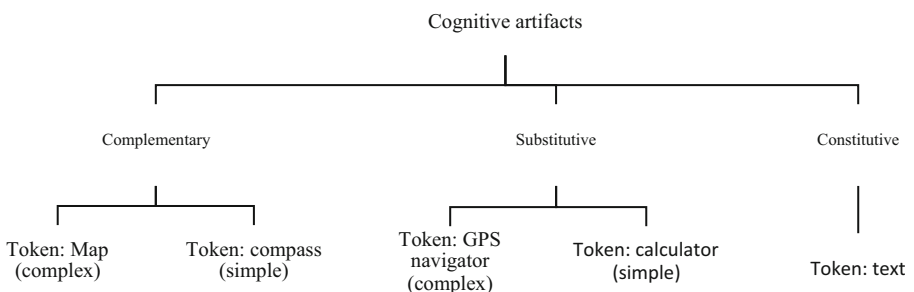 Cognitive artifacts
Complementary
Substitutive
Constitutive
Token: Map
(complex)
Token: compass
(simple)
Token: GPS
navigator
(complex)
Token: calculator
(simple)
Token: text